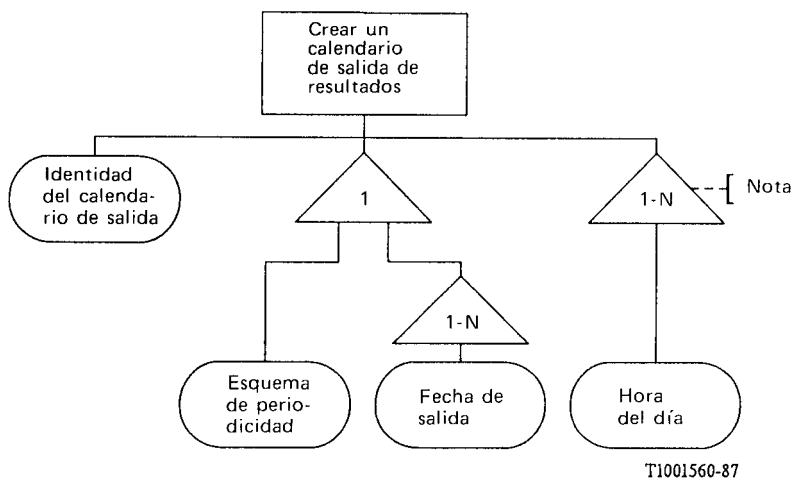 Crear un
calendario
de salida de
resultados
Identidad
del calenda-
rio de salida
1
1-N
Nota
1-N
Esquema
de perio-
dicidad
Fecha de
salida
Hora
del día
T1001560-87